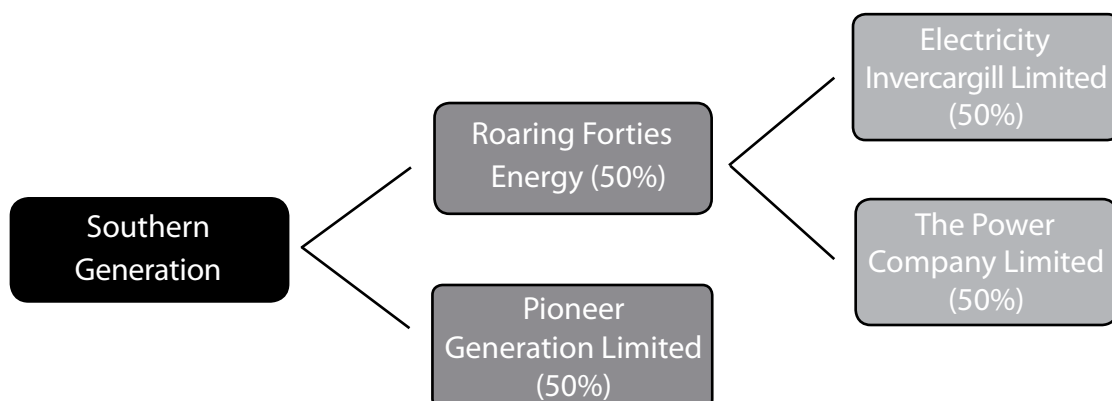 Southern
Generation
Roaring Forties
Energy (50%)
Pioneer
Generation Limited
(50%)
Electricity
Invercargill Limited
(50%)
The Power
Company Limited
(50%)